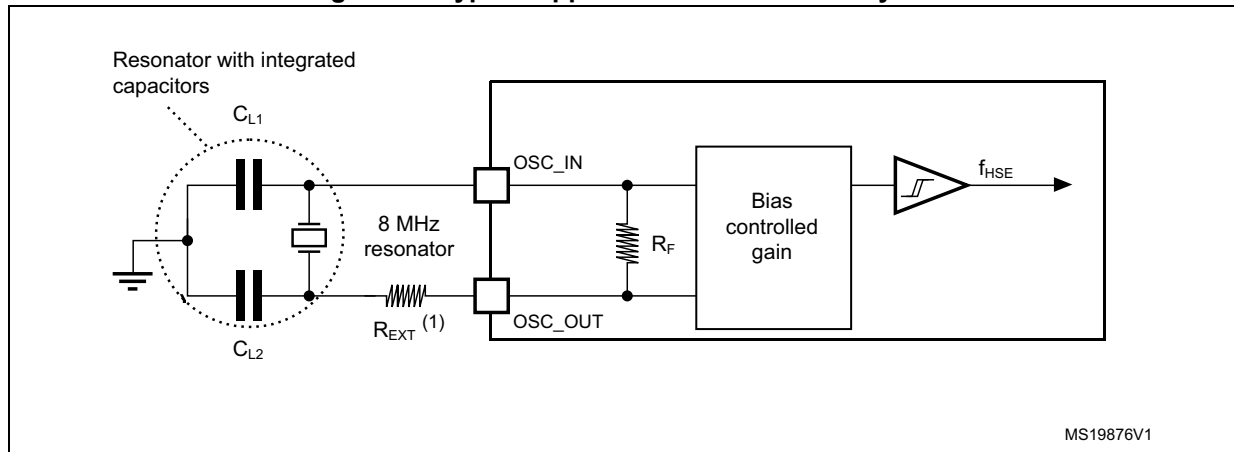 Resonator with integrated
capacitors
CL1
OSC_IN
fHSE
8 MHz
resonator
RF
Bias
controlled
gain
REXT (1)
OSC_OUT
CL2
MS19876V1